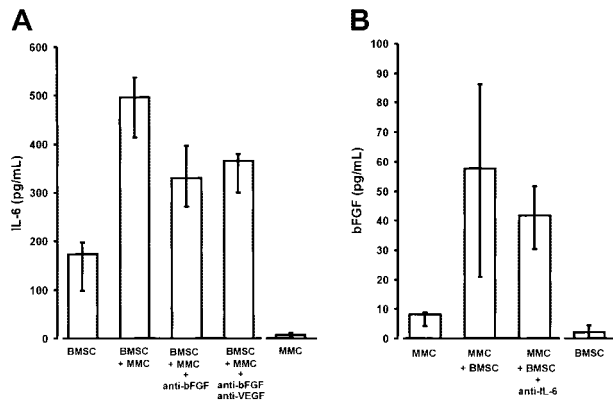 A
IL-6 (pg/mL)
600
500
400
300
200
100
0
BMSC
BMSC
+ MMC
BMSC
+ MMC
+
anti-bFGF
BMSC
+ MMC
+
anti-bFGF
anti-VEGF
MMC
B
bFGF (pg/mL)
100
90
80
70
60
50
40
30
20
10
0
MMC
MMC
+ BMSC
MMC
+ BMSC
+
anti-IL-6
BMSC